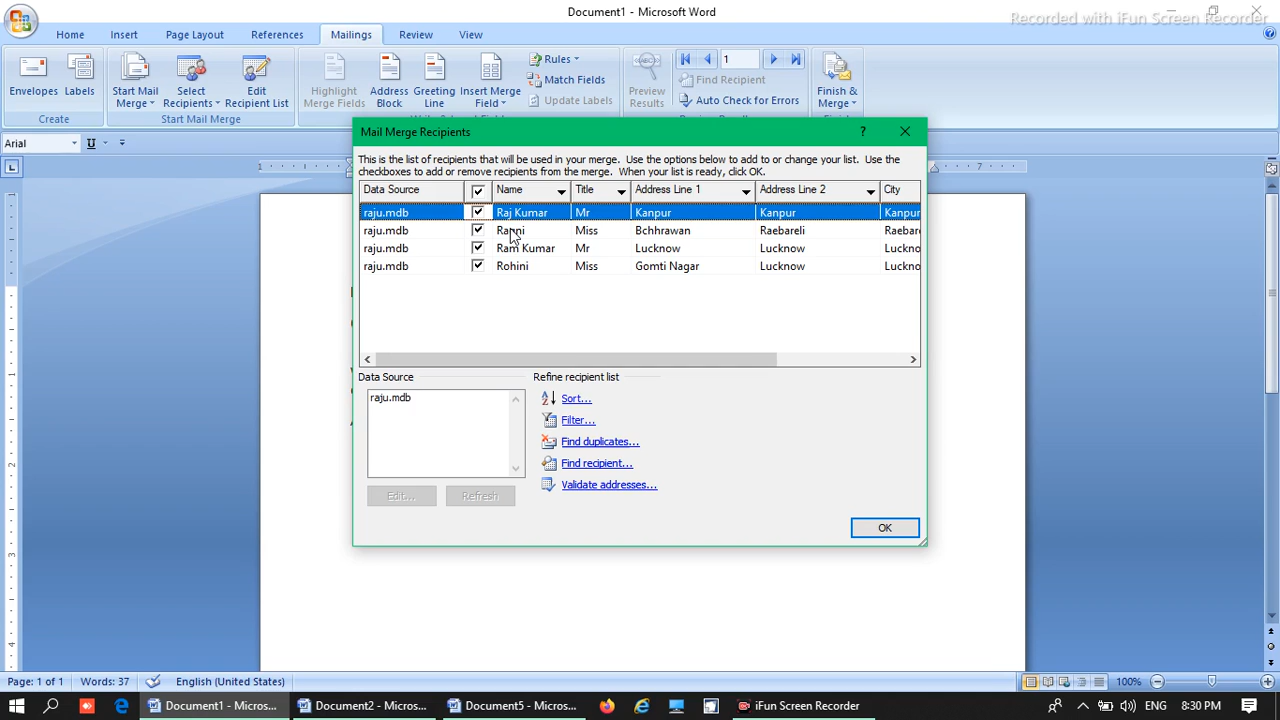 Document1 - Microsoft Word
Recorded with iFun Screen Recorder
Home Insert Page Layout References Mailings Review View
Envelopes Labels Start Mail Merge Select Recipients Edit Recipient List Highlight Merge Fields Address Block Greeting Line Insert Merge Field Rules Match Fields Update Labels Preview Results 1 Find Recipient Auto Check for Errors Finish & Merge
Create Start Mail Merge
Arial U
Mail Merge Recipients ?
This is the list of recipients that will be used in your merge. Use the options below to add to or change your list. Use the
checkboxes to add or remove recipients from the merge. When your list is ready, click OK.
Data Source Name Title Address Line 1 Address Line 2 City
raju.mdb Raj Kumar Mr Kanpur Kanpur Kanpur
raju.mdb Miss Bchhrawan Raebareli Raebar
raju.mdb Ram Kumar Mr Lucknow Lucknow Luckno
raju.mdb Rohini Miss Gomti Nagar Lucknow Luckno
Data Source Refine recipient list
raju.mdb
Sort...
Filter...
Find duplicates...
Find recipient...
Validate addresses...
Edit... Refresh
OK
Page: 1 of 1 Words: 37 English (United States) 100%
Document1 - Micros... Document2 - Micros... Document5 - Micros... iFun Screen Recorder ENG 8:30 PM